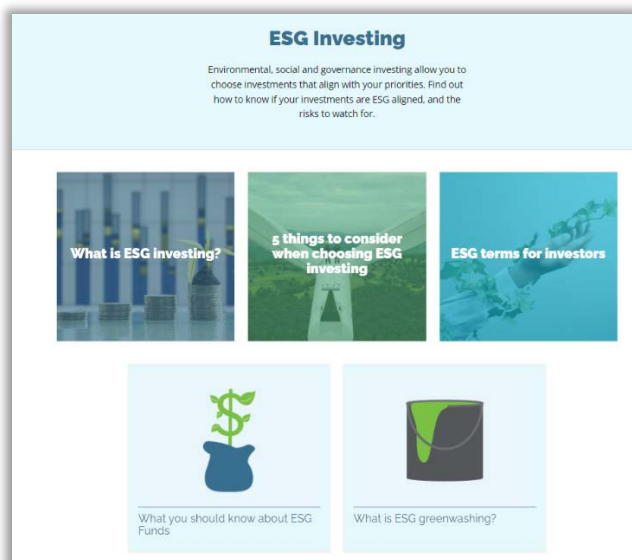 ESG Investing
Environmental, social and governance investing allow you to
choose investments that align with your priorities. Find out
how to know if your investments are ESG aligned, and the
risks to watch for.
What is ESG investing?
5 things to consider
when choosing ESG
investing
ESG terms for investors
What you should know about ESG
Funds
What is ESG greenwashing?